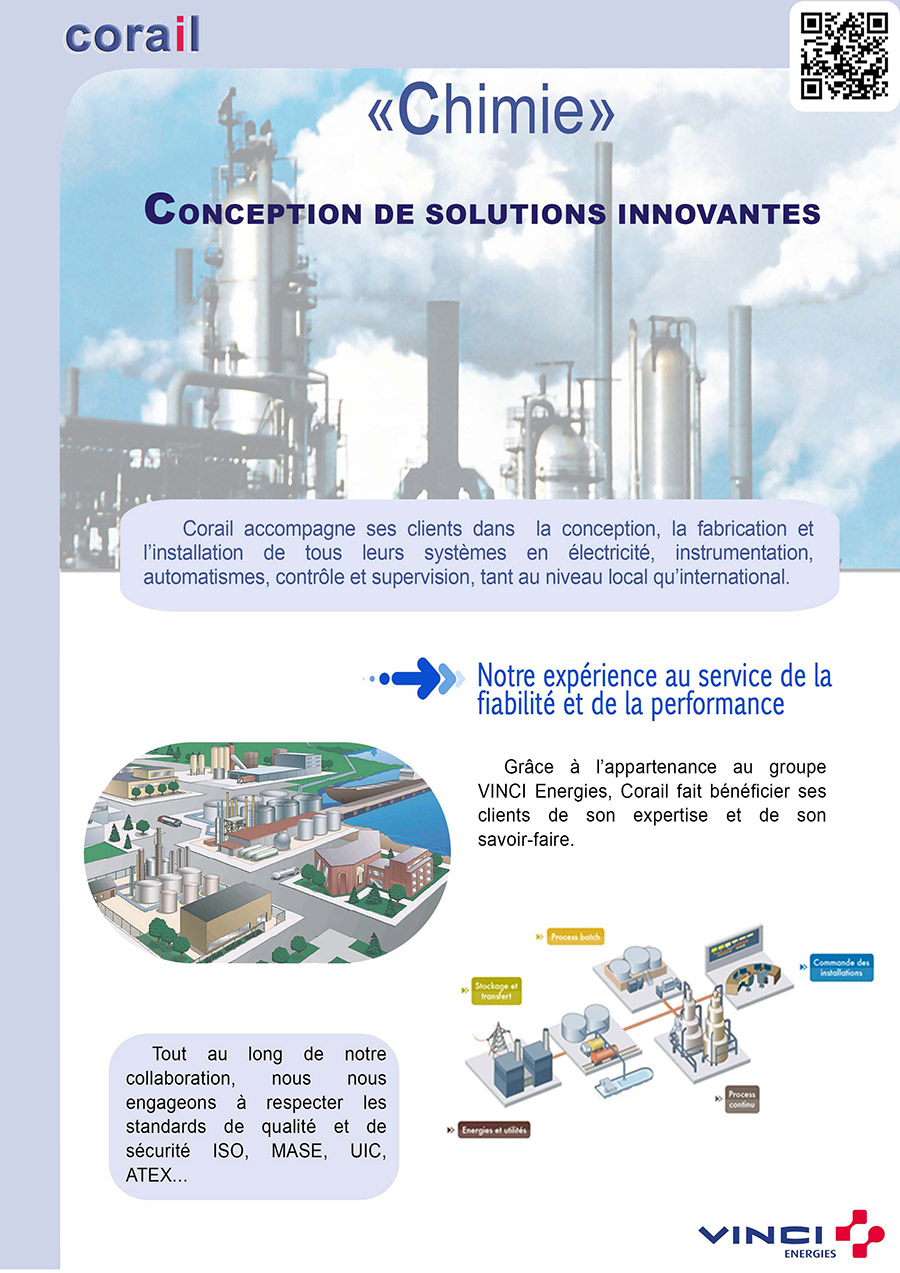 corail
«Chimie»
CONCEPTION DE SOLUTIONS INNOVANTES
Corail accompagne ses clients dans la conception, la fabrication et
l’installation de tous leurs systèmes en électricité, instrumentation,
automatismes, contrôle et supervision, tant au niveau local qu’international.
Notre expérience au service de la
fiabilité et de la performance
Grâce à l’appartenance au groupe
VINCI Energies, Corail fait bénéficier ses
clients de son expertise et de son
savoir-faire.
Process batch
Commande des
installations
Stockage et
transfert
Process
continu
Energies et utilités
Tout au long de notre
collaboration, nous nous
engageons à respecter les
standards de qualité et de
sécurité ISO, MASE, UIC,
ATEX...
VINCI
ENERGIES